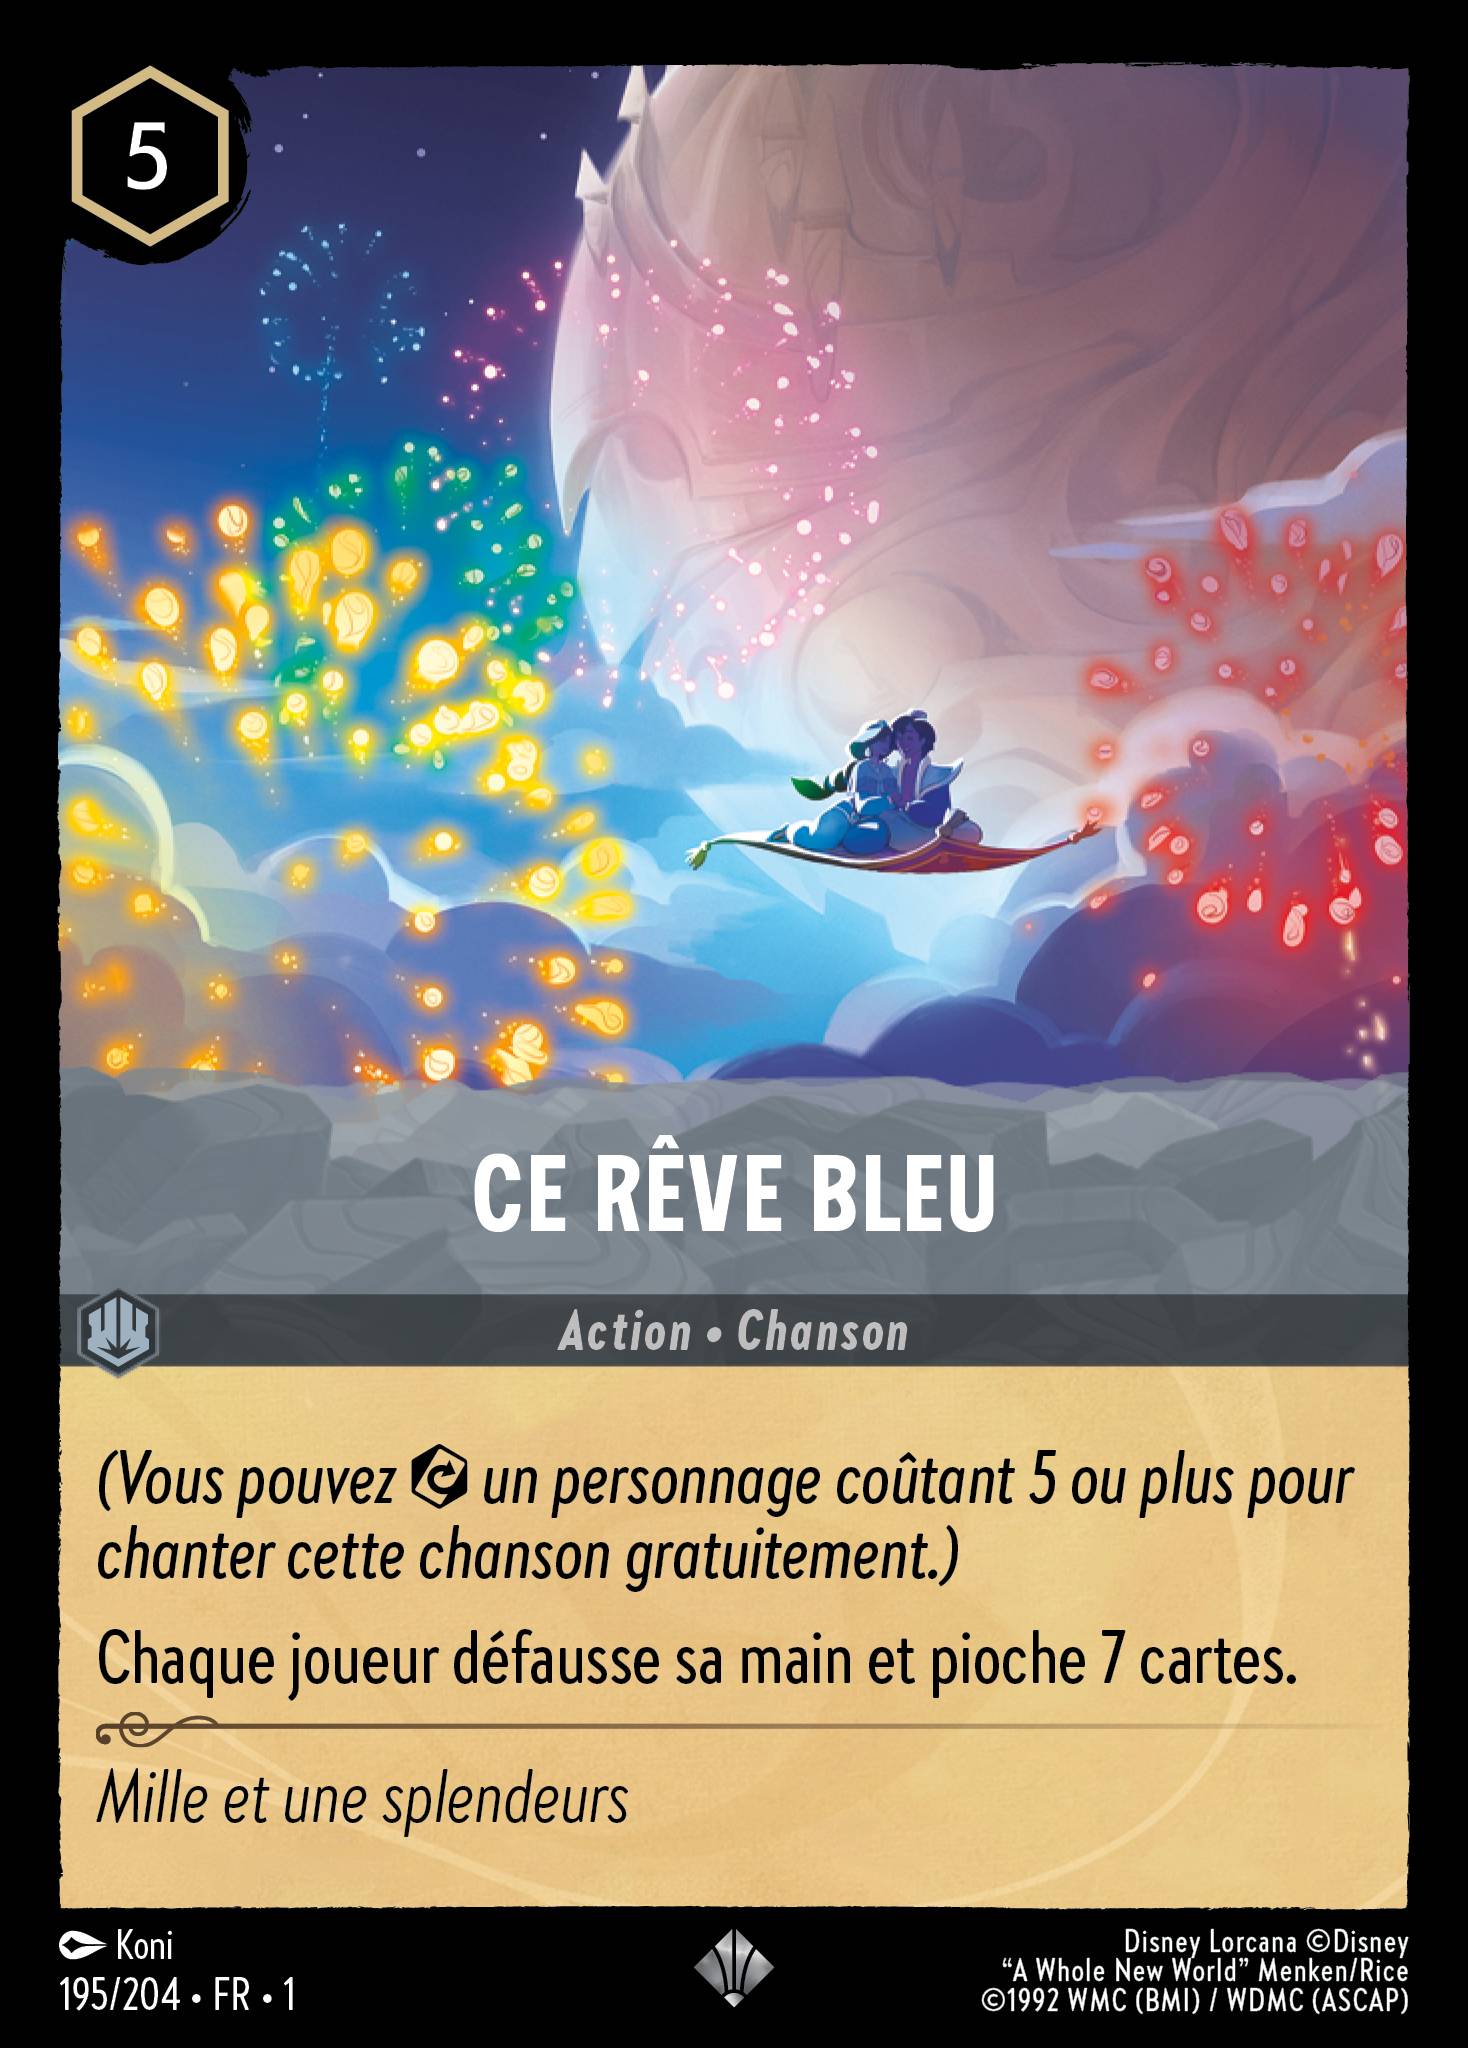 5
CE RÊVE BLEU
Action • Chanson
(Vous pouvez un personnage coûtant 5 ou plus pour
chanter cette chanson gratuitement.)
Chaque joueur défausse sa main et pioche 7 cartes.
Mille et une splendeurs
Koni
195/204 • FR • 1
Disney Lorcana ©Disney
“A Whole New World” Menken/Rice
©1992 WMC (BMI) / WDMC (ASCAP)